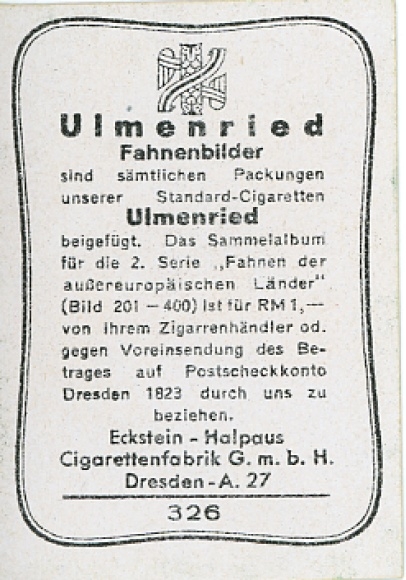 Ulmenried
Fahnenbilder
sind sämtlichen Packungen
unserer Standard-Cigaretten
Ulmenried
beigefügt. Das Sammelalbum
für die 2. Serie „Fahnen der
außereuropäischen Länder"
(Bild 201 — 400) ist für RM 1,—
von Ihrem Zigarrenhändler od.
gegen Voreinsendung des Be-
trages auf Postscheckkonto
Dresden 1823 durch uns zu
beziehen.
Eckstein - Halpaus
Cigarettenfabrik G. m. b. H.
Dresden-A. 27
326